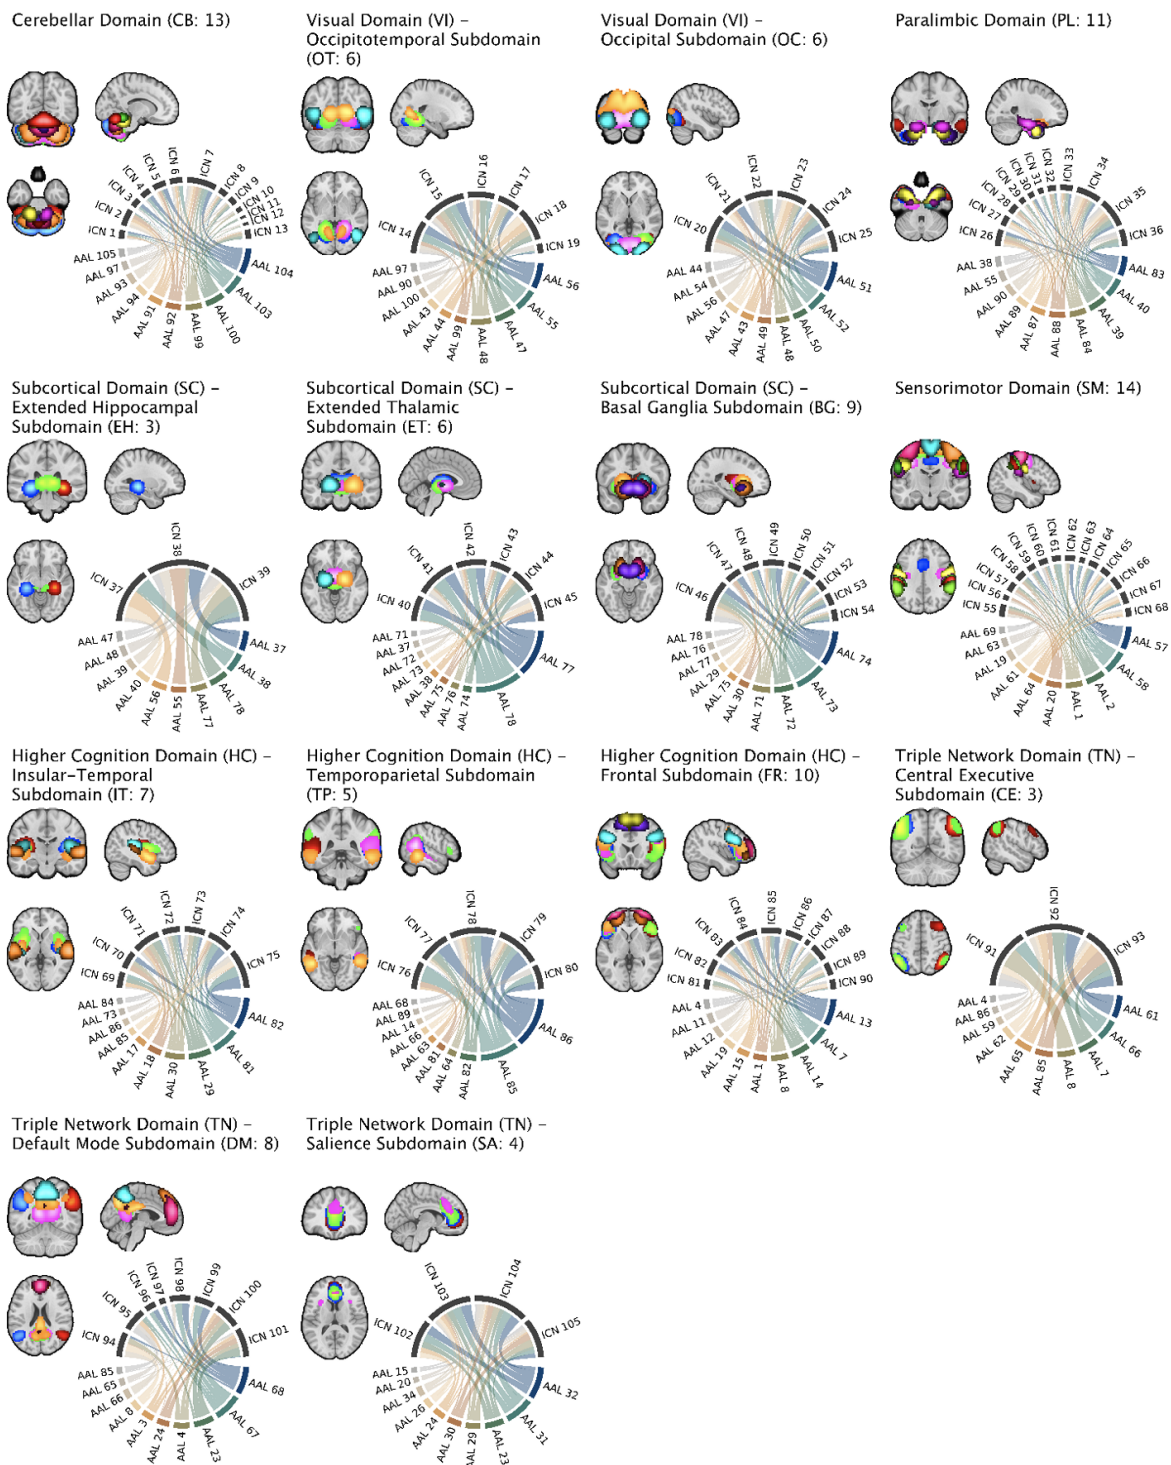 Cerebellar Domain (CB: 13)
ICN 1
ICN 2
ICN 3
ICN 4
ICN 5
ICN 6
ICN 7
ICN 8
ICN 9
ICN 10
ICN 11
ICN 12
ICN 13
AAL 105
AAL 97
AAL 93
AAL 94
AAL 91
AAL 92
AAL 99
AAL 100
AAL 103
AAL 104
Visual Domain (VI) –
Occipitotemporal Subdomain
(OT: 6)
ICN 14
ICN 15
ICN 16
ICN 17
ICN 18
ICN 19
AAL 97
AAL 90
AAL 100
AAL 43
AAL 44
AAL 99
AAL 48
AAL 47
AAL 55
AAL 56
Visual Domain (VI) –
Occipital Subdomain (OC: 6)
ICN 20
ICN 21
ICN 22
ICN 23
ICN 24
ICN 25
AAL 44
AAL 54
AAL 56
AAL 47
AAL 43
AAL 49
AAL 48
AAL 50
AAL 52
AAL 51
Paralimbic Domain (PL: 11)
ICN 26
ICN 27
ICN 28
ICN 29
ICN 30
ICN 31
ICN 32
ICN 33
ICN 34
ICN 35
ICN 36
AAL 38
AAL 55
AAL 90
AAL 89
AAL 87
AAL 88
AAL 84
AAL 39
AAL 40
AAL 83
Subcortical Domain (SC) –
Extended Hippocampal
Subdomain (EH: 3)
ICN 37
ICN 38
ICN 39
AAL 47
AAL 48
AAL 39
AAL 40
AAL 56
AAL 55
AAL 77
AAL 78
AAL 38
AAL 37
Subcortical Domain (SC) –
Extended Thalamic
Subdomain (ET: 6)
ICN 40
ICN 41
ICN 42
ICN 43
ICN 44
ICN 45
AAL 71
AAL 37
AAL 72
AAL 73
AAL 38
AAL 75
AAL 76
AAL 74
AAL 78
AAL 77
Subcortical Domain (SC) –
Basal Ganglia Subdomain (BG: 9)
ICN 46
ICN 47
ICN 48
ICN 49
ICN 50
ICN 51
ICN 52
ICN 53
ICN 54
AAL 78
AAL 76
AAL 77
AAL 29
AAL 75
AAL 30
AAL 71
AAL 72
AAL 73
AAL 74
Sensorimotor Domain (SM: 14)
ICN 55
ICN 56
ICN 57
ICN 58
ICN 59
ICN 60
ICN 61
ICN 62
ICN 63
ICN 64
ICN 65
ICN 66
ICN 67
ICN 68
AAL 69
AAL 63
AAL 19
AAL 61
AAL 64
AAL 20
AAL 1
AAL 2
AAL 58
AAL 57
Higher Cognition Domain (HC) –
Insular–Temporal
Subdomain (IT: 7)
ICN 69
ICN 70
ICN 71
ICN 72
ICN 73
ICN 74
ICN 75
AAL 84
AAL 73
AAL 86
AAL 85
AAL 17
AAL 18
AAL 30
AAL 29
AAL 81
AAL 82
Higher Cognition Domain (HC) –
Temporoparietal Subdomain
(TP: 5)
ICN 76
ICN 77
ICN 78
ICN 79
ICN 80
AAL 68
AAL 89
AAL 14
AAL 66
AAL 63
AAL 81
AAL 64
AAL 82
AAL 85
AAL 86
Higher Cognition Domain (HC) –
Frontal Subdomain (FR: 10)
ICN 81
ICN 82
ICN 83
ICN 84
ICN 85
ICN 86
ICN 87
ICN 88
ICN 89
ICN 90
AAL 4
AAL 11
AAL 12
AAL 19
AAL 15
AAL 1
AAL 8
AAL 14
AAL 7
AAL 13
Triple Network Domain (TN) –
Central Executive
Subdomain (CE: 3)
ICN 91
ICN 92
ICN 93
AAL 4
AAL 86
AAL 59
AAL 62
AAL 65
AAL 85
AAL 8
AAL 7
AAL 66
AAL 61
Triple Network Domain (TN) –
Default Mode Subdomain (DM: 8)
ICN 94
ICN 95
ICN 96
ICN 97
ICN 98
ICN 99
ICN 100
ICN 101
AAL 85
AAL 65
AAL 66
AAL 8
AAL 3
AAL 24
AAL 4
AAL 23
AAL 67
AAL 68
Triple Network Domain (TN) –
Salience Subdomain (SA: 4)
ICN 102
ICN 103
ICN 104
ICN 105
AAL 15
AAL 20
AAL 34
AAL 26
AAL 24
AAL 30
AAL 29
AAL 23
AAL 31
AAL 32